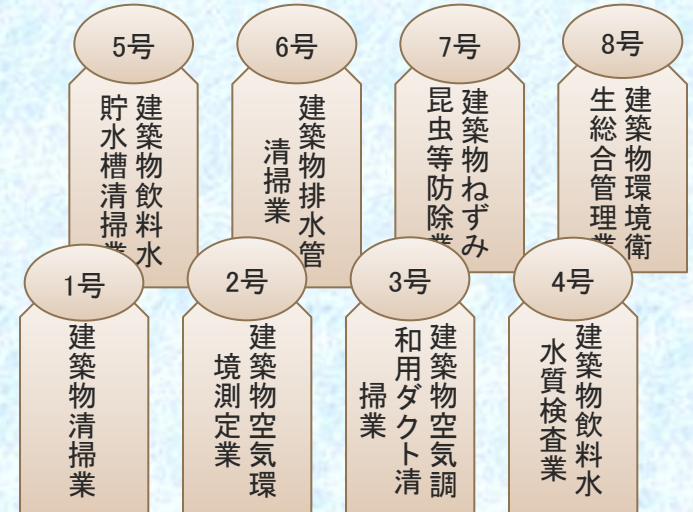 5号
建築物飲料水
貯水槽清掃業
6号
建築物排水管
清掃業
7号
建築物ねずみ
昆虫等防除業
8号
建築物環境衛
生総合管理業
1号
建築物清掃業
2号
建築物空気環
境測定業
3号
建築物空気調
和用ダクト清
掃業
4号
建築物飲料水
水質検査業